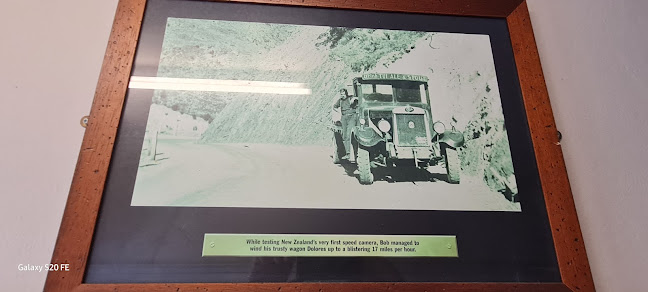 While testing New Zealand's very first speed camera, Bob managed to
wind his trusty wagon Dolores up to a blistering 17 miles per hour.
Galaxy S20 FE